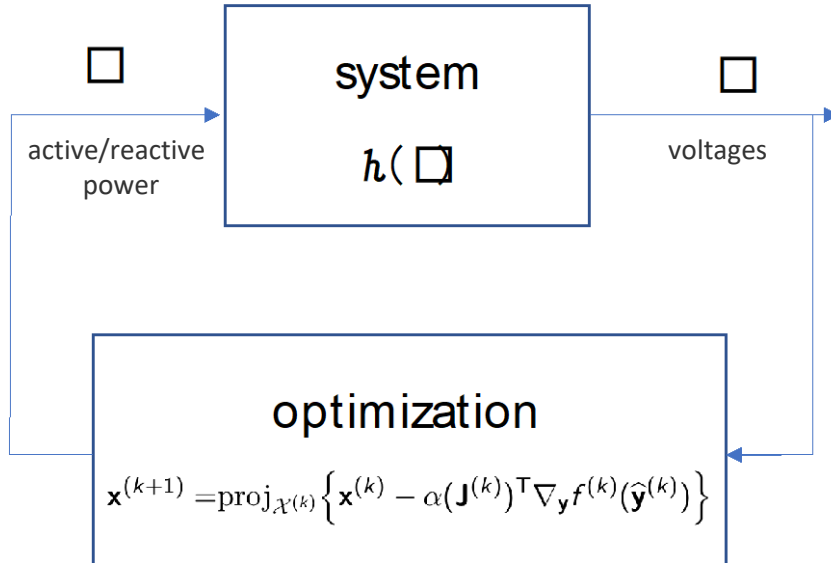 □
system
□
active/reactive
power
h(□)
voltages
optimization
𝐱^(k+1) =proj_𝒳^(k){𝐱^(k) − α(𝐉^(k))^⊤∇_𝐲 f^(k)(ŷ^(k))}